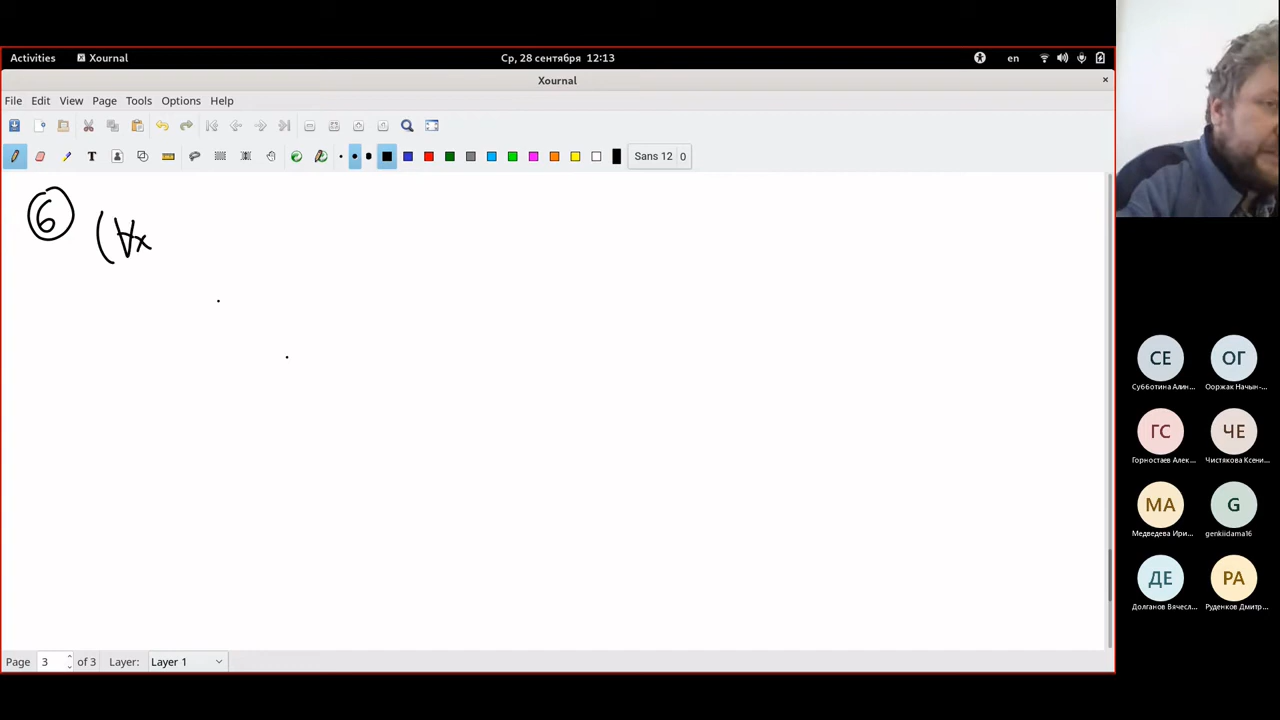 Activities Xournal Ср, 28 сентября 12:13 en
Xournal ×
File Edit View Page Tools Options Help
T Sans 12 0
⑥ (∀x
СЕ ОГ
Субботина Алин... Ооржак Начын-...
ГС ЧЕ
Горностаев Алек... Чистякова Ксени...
МА G
Медведева Ири... genkiidama16
ДЕ РА
Долганов Вячесл... Руденков Дмитр...
Page 3 of 3 Layer: Layer 1